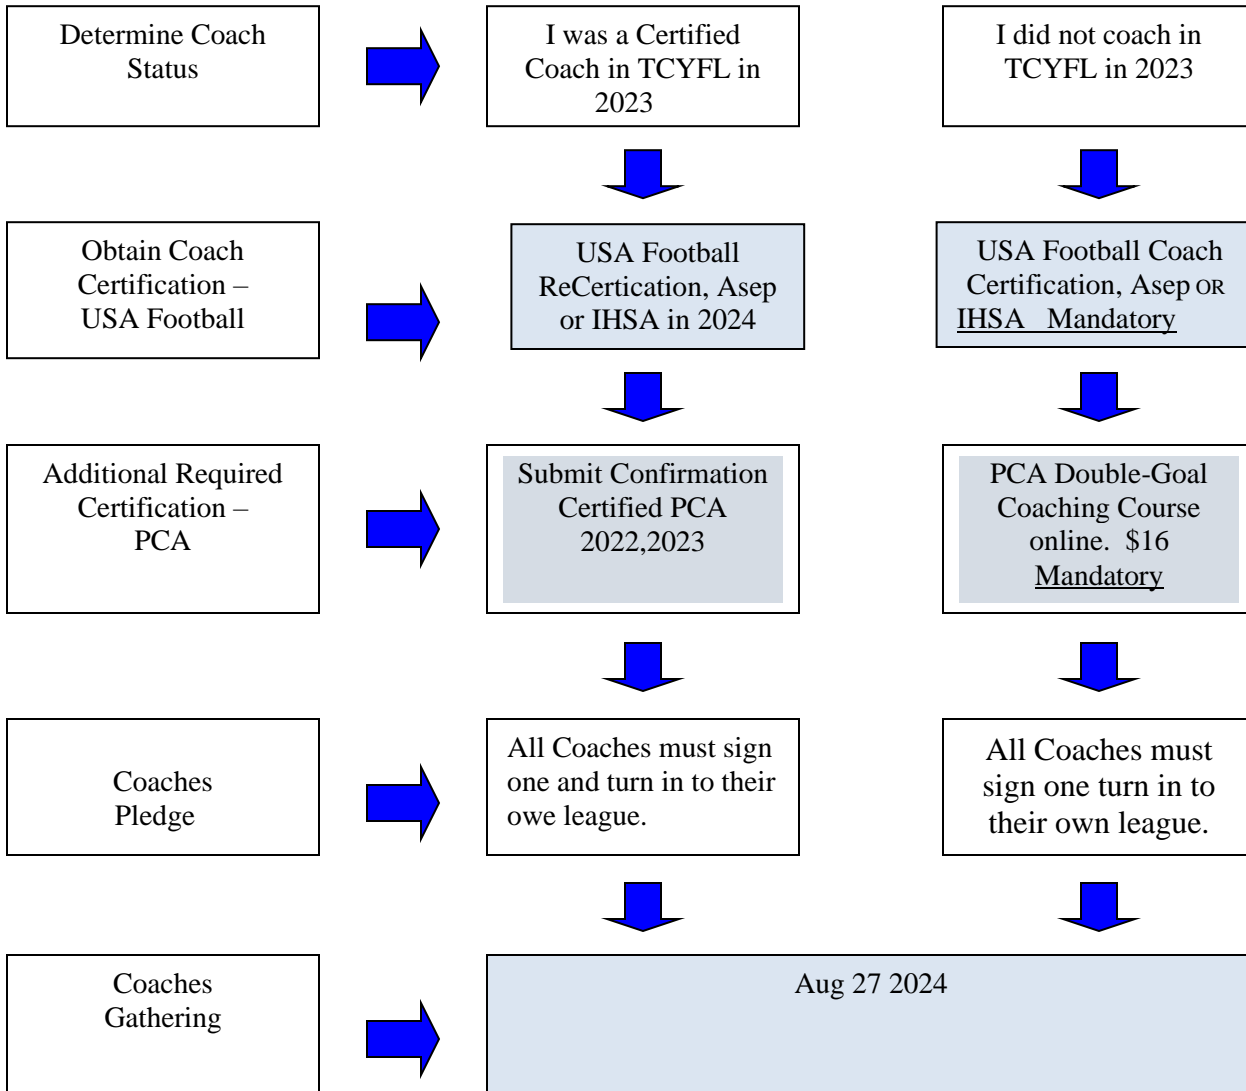 Determine Coach
Status
I was a Certified
Coach in TCYFL in
2023
I did not coach in
TCYFL in 2023
Obtain Coach
Certification –
USA Football
USA Football
ReCertication, Asep
or IHSA in 2024
USA Football Coach
Certification, Asep OR
IHSA Mandatory
Additional Required
Certification –
PCA
Submit Confirmation
Certified PCA
2022,2023
PCA Double-Goal
Coaching Course
online. $16
Mandatory
Coaches
Pledge
All Coaches must sign
one and turn in to their
owe league.
All Coaches must
sign one turn in to
their own league.
Coaches
Gathering
Aug 27 2024